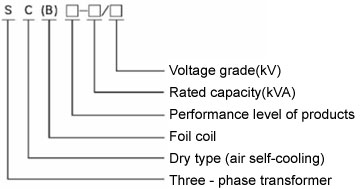 S C (B) □-□/□
Voltage grade(kV)
Rated capacity(kVA)
Performance level of products
Foil coil
Dry type (air self-cooling)
Three - phase transformer